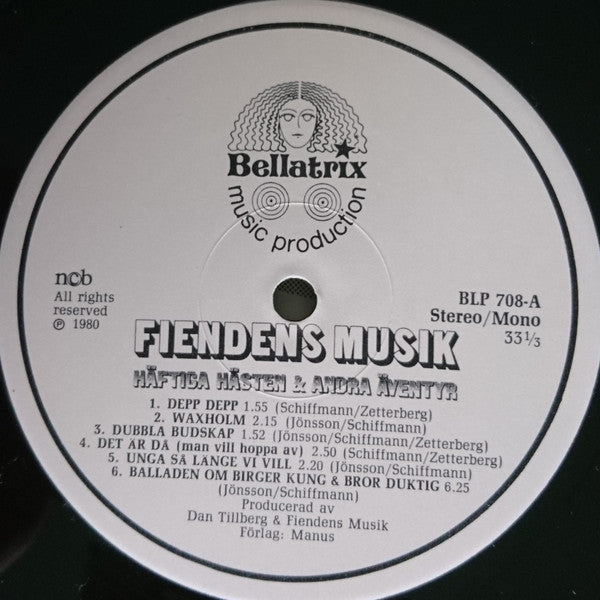 Bellatrix
music production
ncb
All rights
reserved
℗ 1980
BLP 708-A
Stereo/Mono
33 1/3
FIENDENS MUSIK
HÄFTIGA HÄSTEN & ANDRA ÄVENTYR
1. DEPP DEPP 1.55 (Schiffmann/Zetterberg)
2. WAXHOLM 2.15 (Jönsson/Schiffmann)
3. DUBBLA BUDSKAP 1.52 (Jönsson/Schiffmann/Zetterberg)
4. DET ÄR DÅ (man vill hoppa av) 2.50 (Schiffmann/Zetterberg)
5. UNGA SÅ LÄNGE VI VILL 2.20 (Jönsson/Schiffmann)
6. BALLADEN OM BIRGER KUNG & BROR DUKTIG 6.25
(Jönsson/Schiffmann)
Producerad av
Dan Tillberg & Fiendens Musik
Förlag: Manus